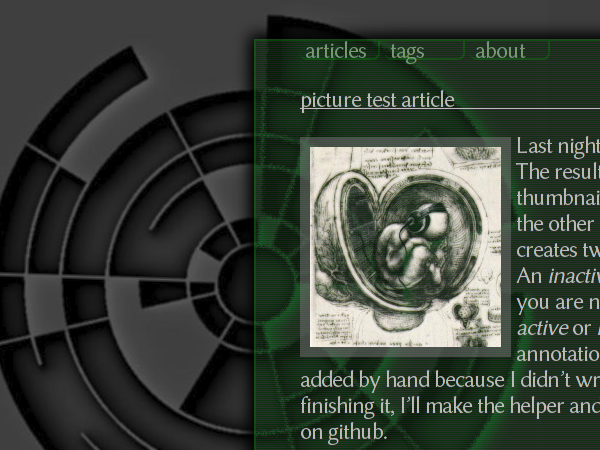 articles tags about
picture test article
Last night
The result
thumbnai
the other
creates tw
An inactiv
you are n
active or
annotatio
added by hand because I didn't wr
finishing it, I'll make the helper and
on github.